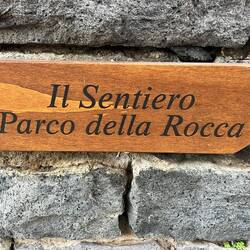 Il Sentiero
Parco della Rocca